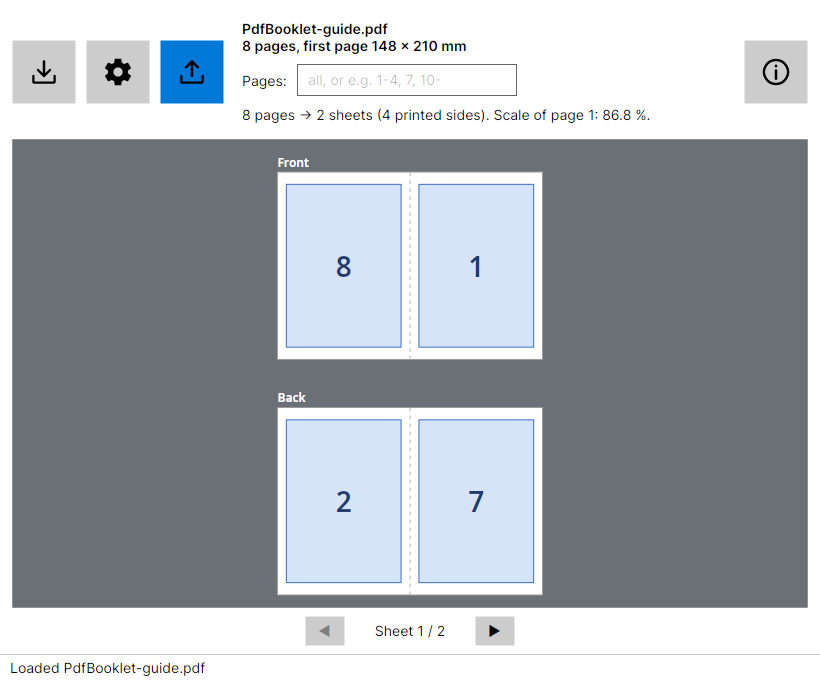 PdfBooklet-guide.pdf
8 pages, first page 148 × 210 mm
Pages: all, or e.g. 1-4, 7, 10-
8 pages → 2 sheets (4 printed sides). Scale of page 1: 86.8 %.
Front
8 1
Back
2 7
Sheet 1 / 2
Loaded PdfBooklet-guide.pdf